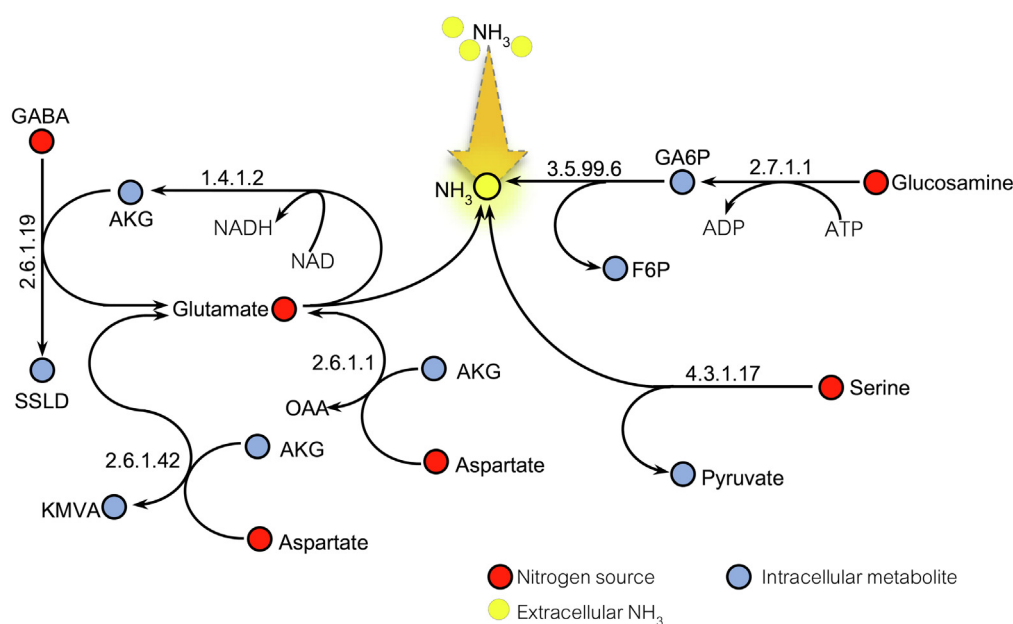 NH3
GABA
1.4.1.2
3.5.99.6
GA6P
2.7.1.1
NH3
Glucosamine
AKG
NADH
ADP
ATP
2.6.1.19
NAD
F6P
Glutamate
2.6.1.1
AKG
4.3.1.17
Serine
SSLD
OAA
AKG
2.6.1.42
Aspartate
Pyruvate
KMVA
Aspartate
Nitrogen source
Intracellular metabolite
Extracellular NH3